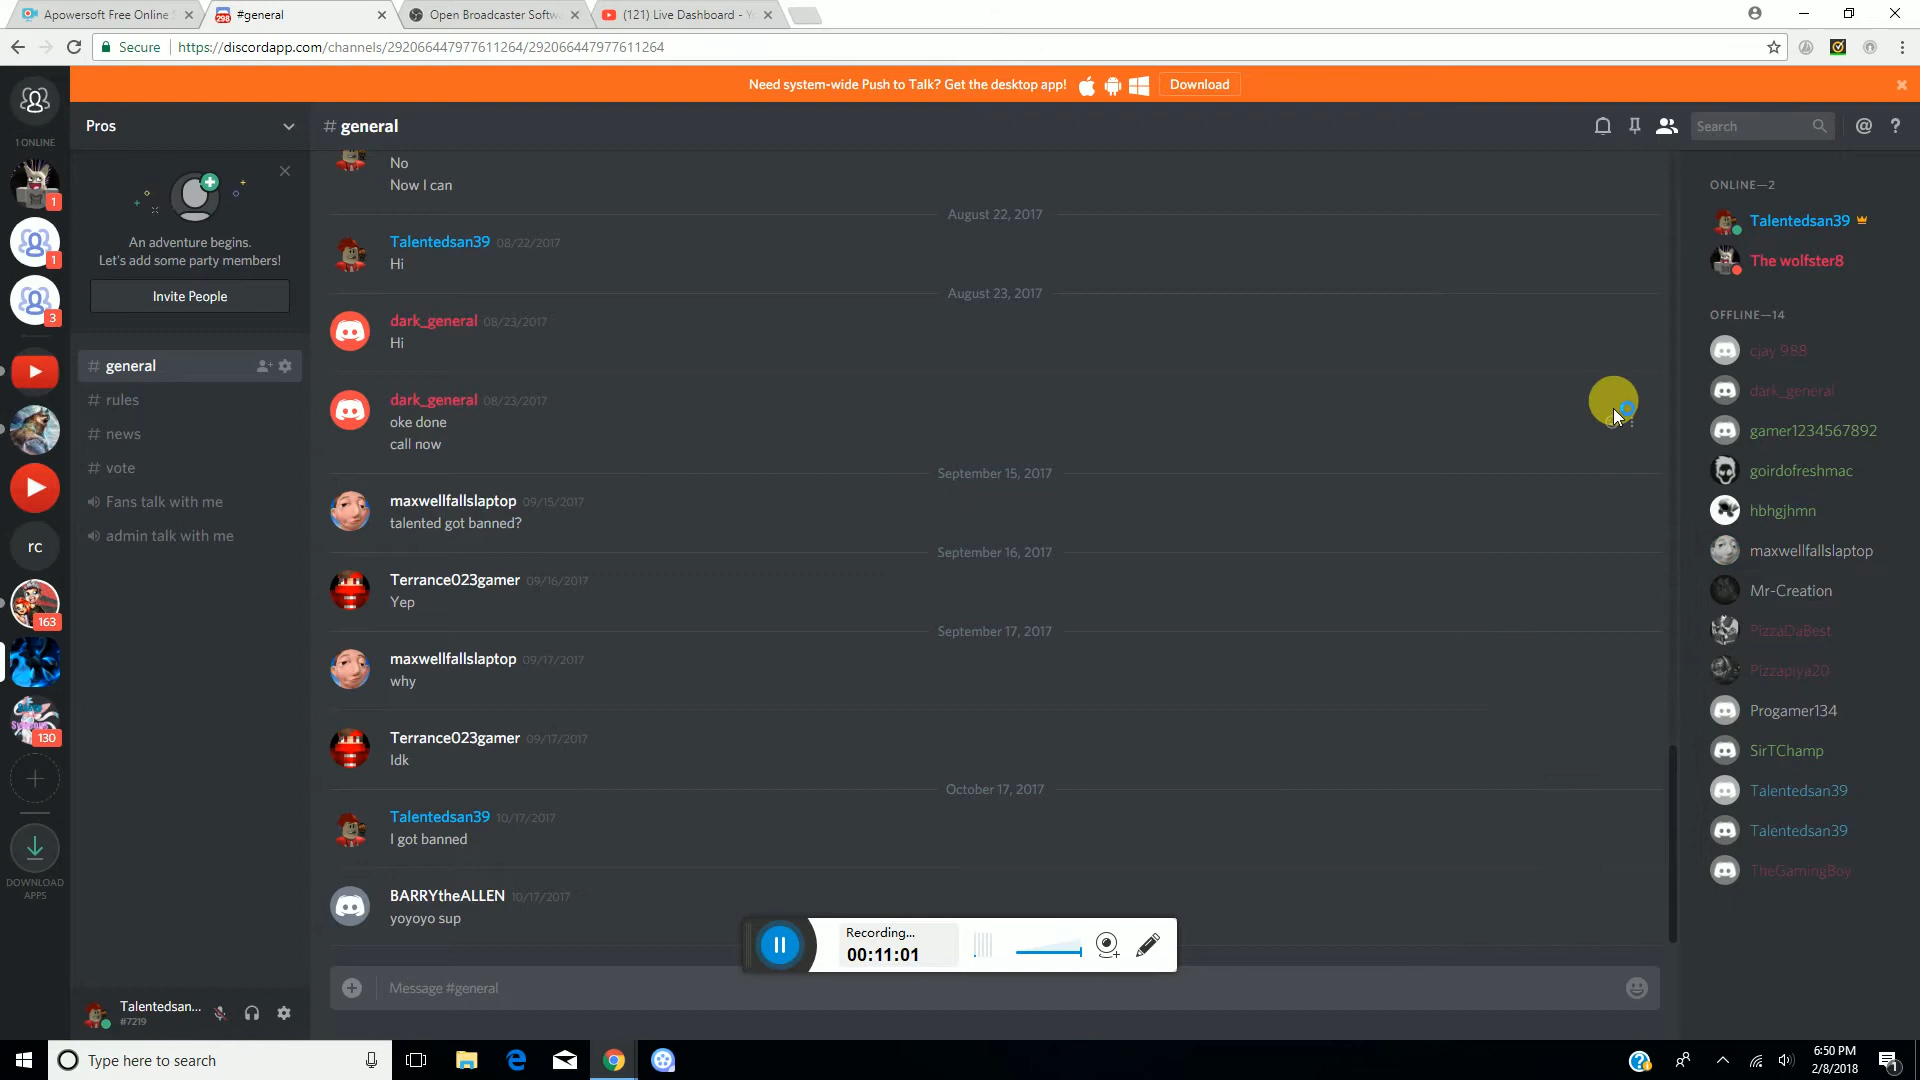 Apowersoft Free Online S
298
#general
Open Broadcaster Softw
(121) Live Dashboard - Yo
Secure
https://discordapp.com/channels/292066447977611264/292066447977611264
Need system-wide Push to Talk? Get the desktop app!
Download
1 ONLINE
1
1
3
rc
163
130
DOWNLOAD
APPS
Pros
An adventure begins.
Let's add some party members!
Invite People
# general
# rules
# news
# vote
Fans talk with me
admin talk with me
Talentedsan...
#7219
# general
Search
@
?
No
Now I can
August 22, 2017
Talentedsan39 08/22/2017
Hi
August 23, 2017
dark_general 08/23/2017
Hi
dark_general 08/23/2017
oke done
call now
September 15, 2017
maxwellfallslaptop 09/15/2017
talented got banned?
September 16, 2017
Terrance023gamer 09/16/2017
Yep
September 17, 2017
maxwellfallslaptop 09/17/2017
why
Terrance023gamer 09/17/2017
Idk
October 17, 2017
Talentedsan39 10/17/2017
I got banned
BARRYtheALLEN 10/17/2017
yoyoyo sup
Recording...
00:11:01
Message #general
ONLINE—2
Talentedsan39
The wolfster8
OFFLINE—14
cjay 988
dark_general
gamer1234567892
goirdofreshmac
hbhgjhmn
maxwellfallslaptop
Mr-Creation
PizzaDaBest
Pizzapiya20
Progamer134
SirTChamp
Talentedsan39
Talentedsan39
TheGamingBoy
Type here to search
6:50 PM
2/8/2018
1